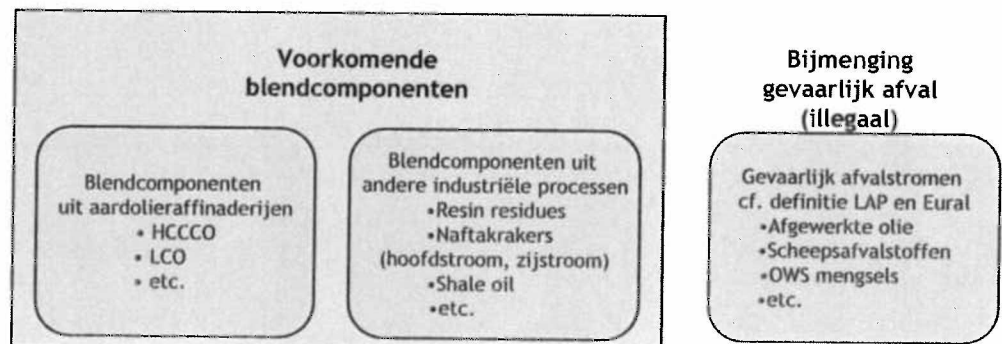 Voorkomende
blendcomponenten
Blendcomponenten
uit aardolieraffinaderijen
• HCCCO
• LCO
• etc.
Blendcomponenten uit
andere industriële processen
•Resin residues
•Naftakrakers
(hoofdstroom, zijstroom)
•Shale oil
•etc.
Bijmenging
gevaarlijk afval
(illegaal)
Gevaarlijk afvalstromen
cf. definitie LAP en Eural
•Afgewerkte olie
•Scheepsafvalstoffen
•OWS mengsels
•etc.